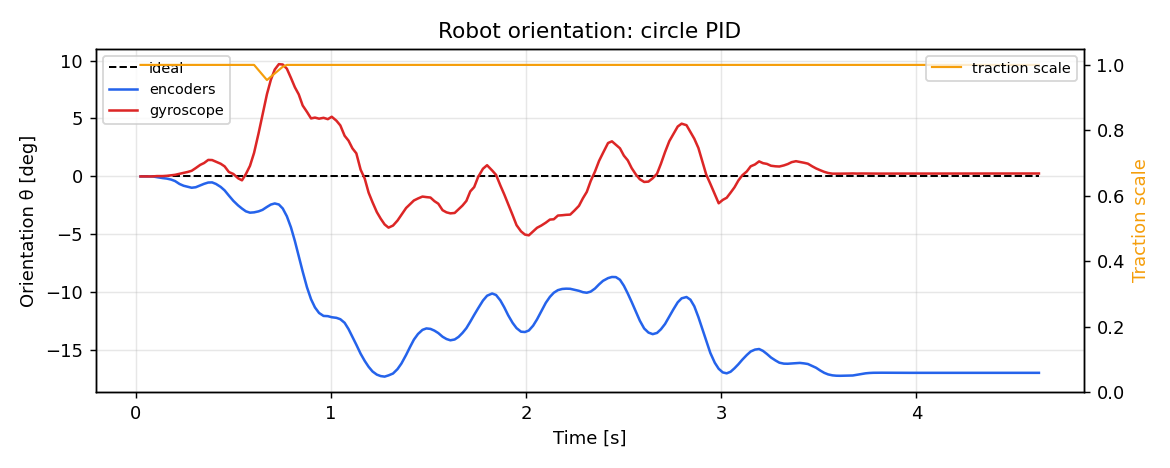 Robot orientation: circle PID
ideal
encoders
gyroscope
traction scale
10
5
0
−5
−10
−15
Orientation θ [deg]
1.0
0.8
0.6
0.4
0.2
0.0
Traction scale
0 1 2 3 4
Time [s]